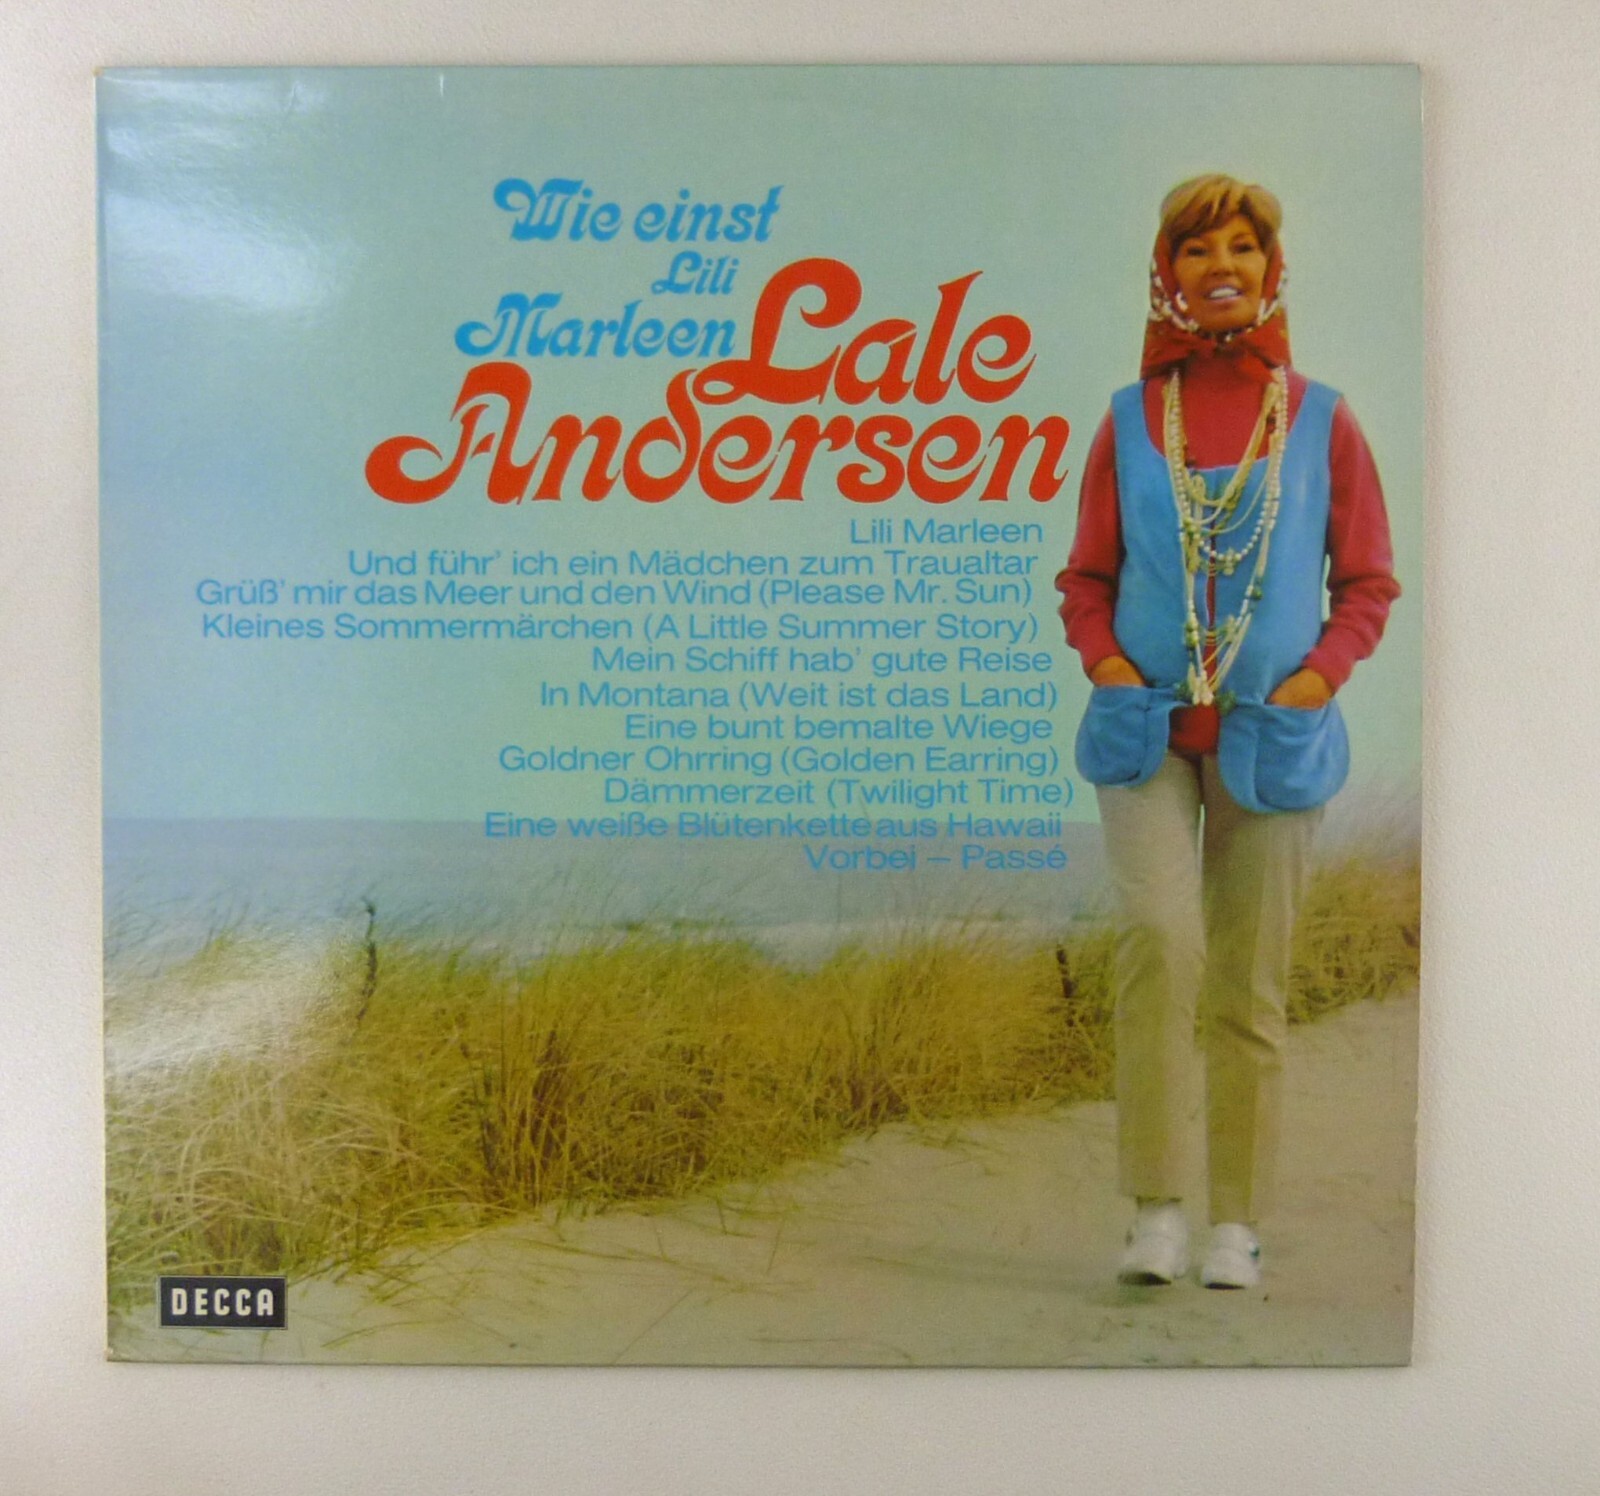 Wie einst
Lili
Marleen
Lale
Andersen
Lili Marleen
Und führ' ich ein Mädchen zum Traualtar
Grüß' mir das Meer und den Wind (Please Mr. Sun)
Kleines Sommermärchen (A Little Summer Story)
Mein Schiff hab' gute Reise
In Montana (Weit ist das Land)
Eine bunt bemalte Wiege
Goldner Ohrring (Golden Earring)
Dämmerzeit (Twilight Time)
Eine weiße Blütenkette aus Hawaii
Vorbei – Passé
DECCA